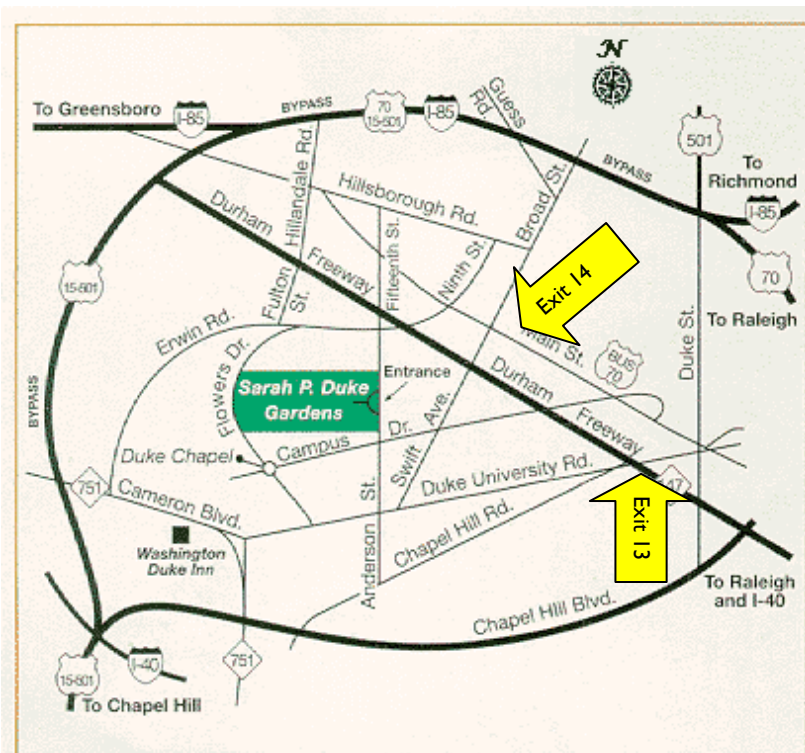 N
To Greensboro
I-85
BYPASS
70
15-501
I-85
Guess
Rd.
BYPASS
501
To
Richmond
I-85
70
To Raleigh
Hillandale Rd.
Hillsborough Rd.
Broad St.
Durham
Freeway
Fifteenth St.
Ninth St.
Exit 14
15-501
Fulton
St.
Erwin Rd.
Main St.
BUS
70
Duke St.
BYPASS
Flowers Dr.
Sarah P. Duke
Gardens
Entrance
Durham
Freeway
Duke Chapel
Campus
Dr.
Swift
Ave.
751
Cameron Blvd.
Duke University Rd.
Chapel Hill Rd.
Anderson St.
47
Exit 13
Washington
Duke Inn
To Raleigh
and I-40
Chapel Hill Blvd.
751
I-40
15-501
To Chapel Hill